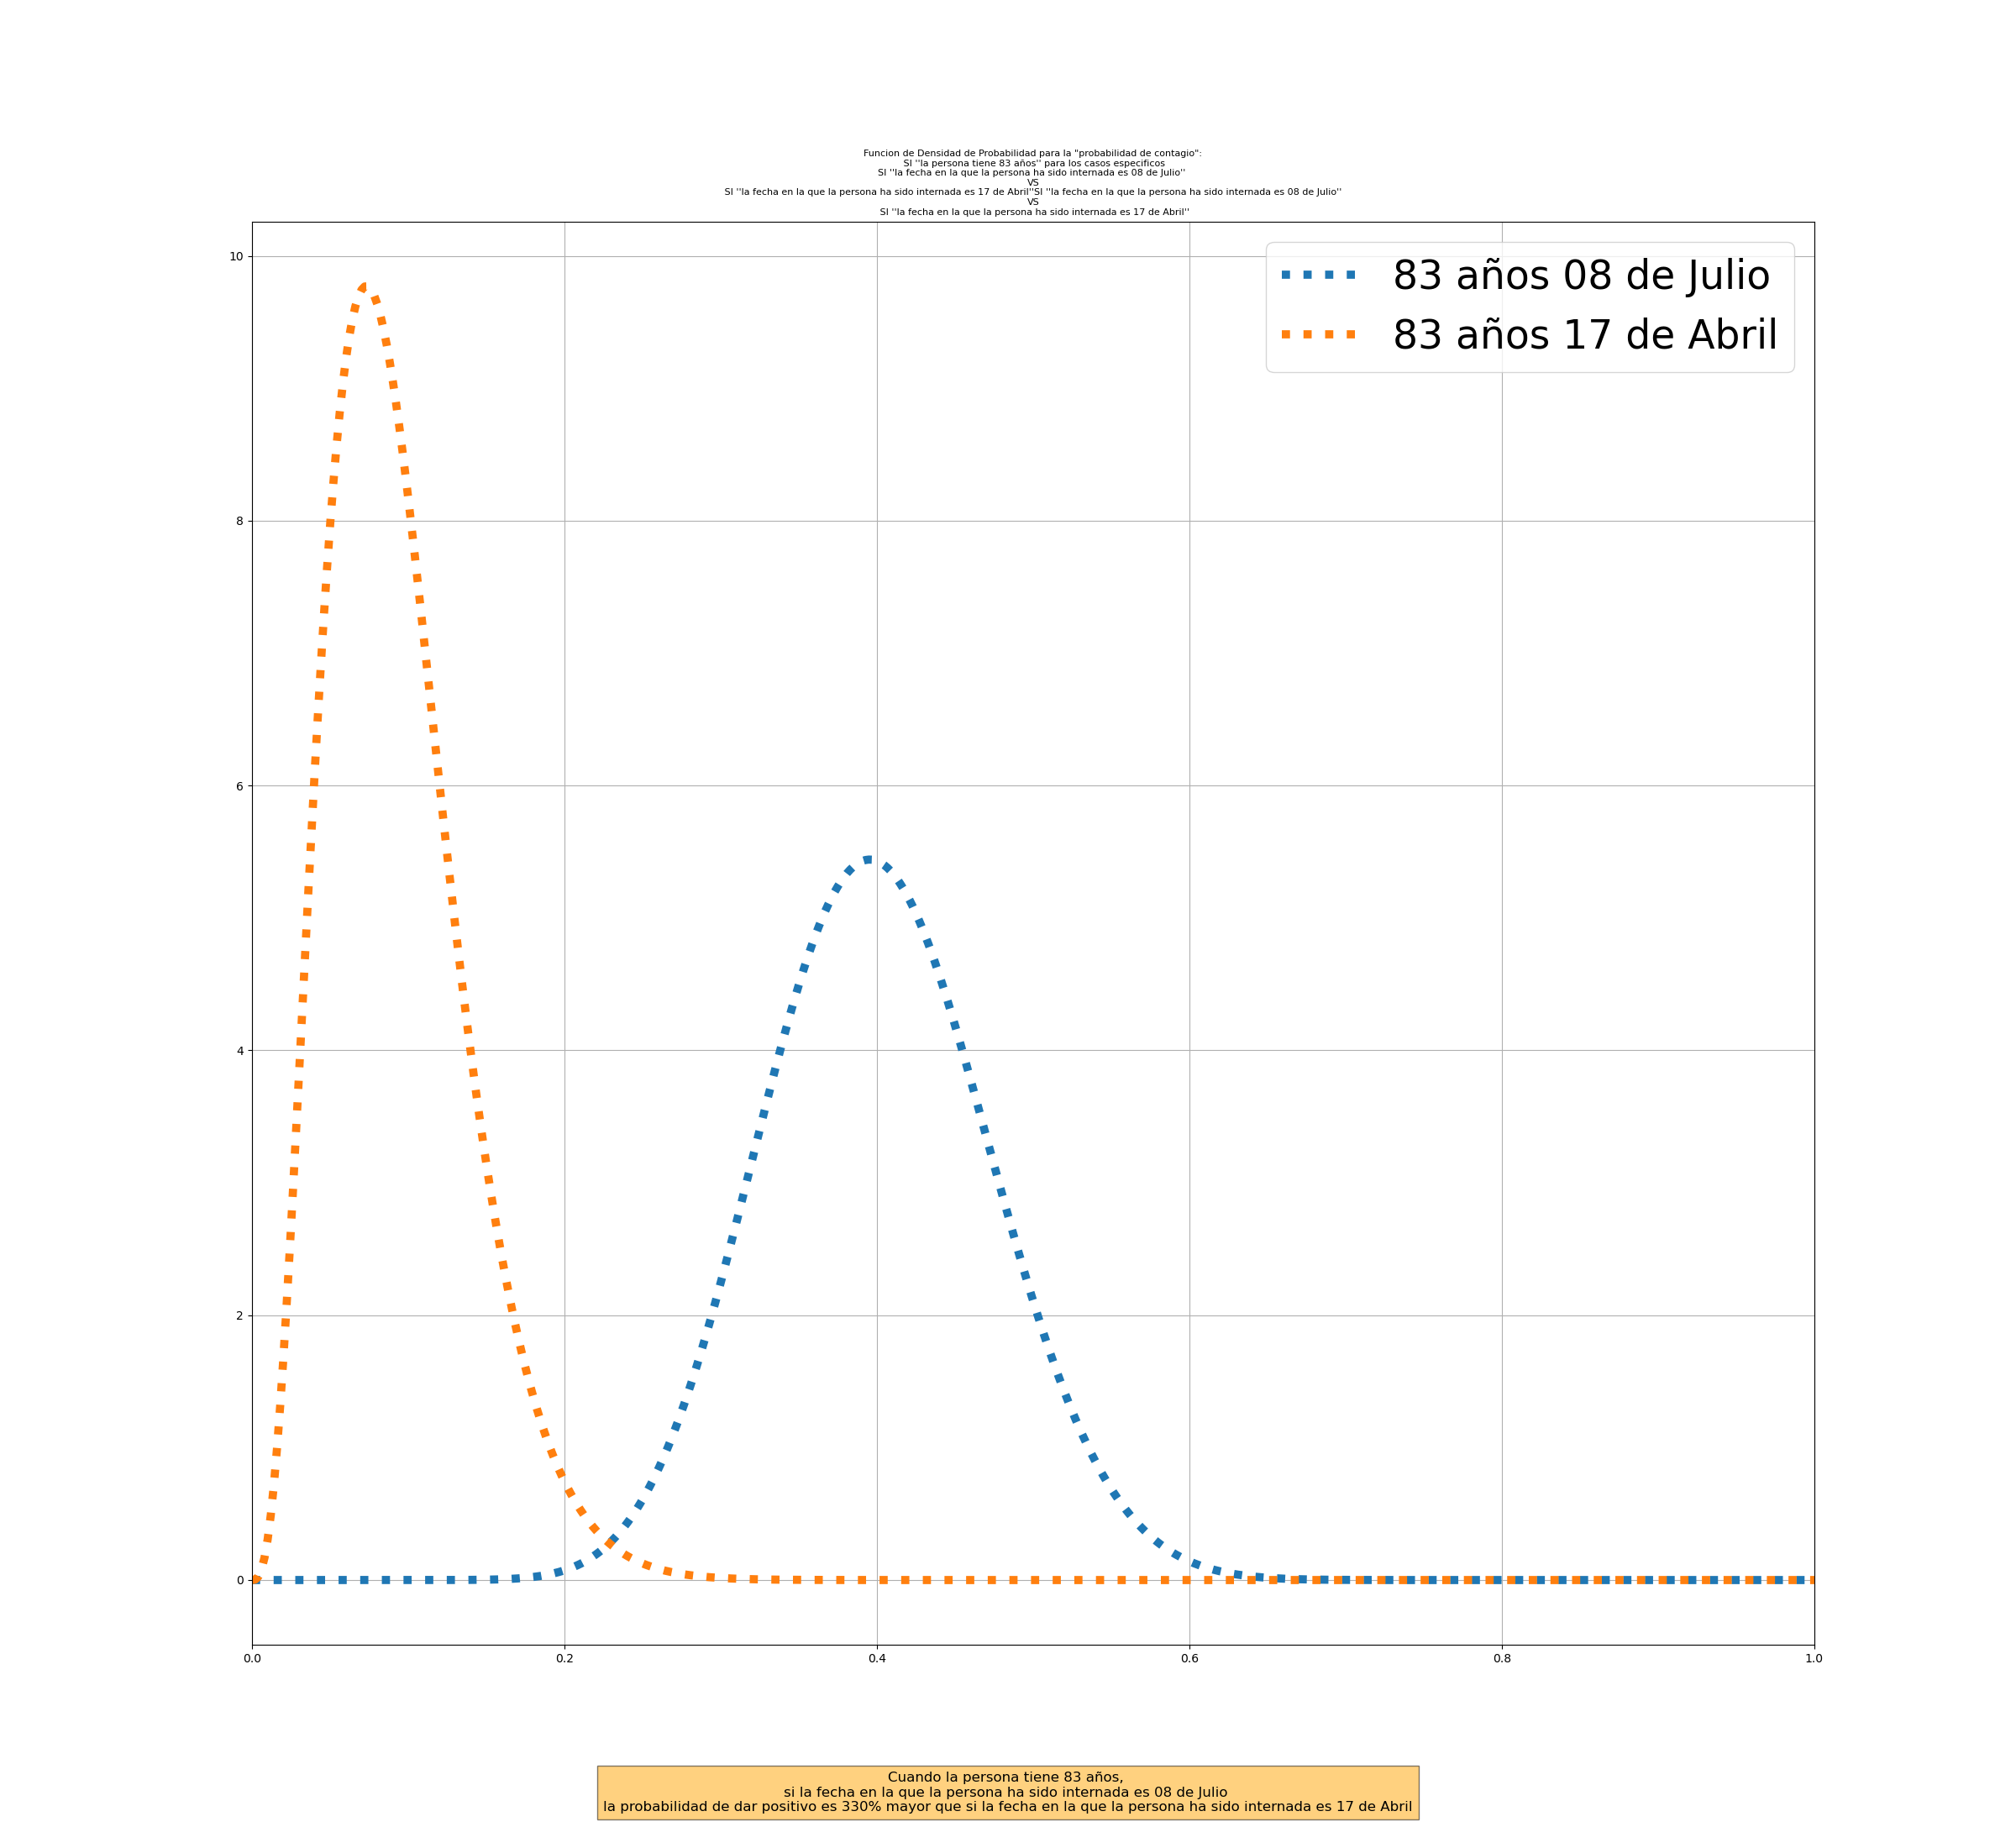 Funcion de Densidad de Probabilidad para la "probabilidad de contagio":
SI ''la persona tiene 83 años'' para los casos especificos
SI ''la fecha en la que la persona ha sido internada es 08 de Julio''
VS
SI ''la fecha en la que la persona ha sido internada es 17 de Abril''SI ''la fecha en la que la persona ha sido internada es 08 de Julio''
VS
SI ''la fecha en la que la persona ha sido internada es 17 de Abril''
83 años 08 de Julio
83 años 17 de Abril
10
8
6
4
2
0
0.0 0.2 0.4 0.6 0.8 1.0
Cuando la persona tiene 83 años,
si la fecha en la que la persona ha sido internada es 08 de Julio
la probabilidad de dar positivo es 330% mayor que si la fecha en la que la persona ha sido internada es 17 de Abril